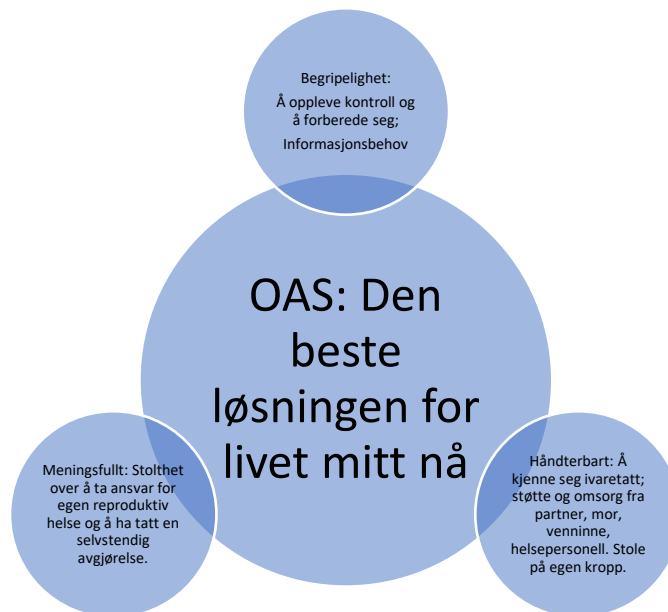 Begripelighet:
Å oppleve kontroll og
å forberede seg;
Informasjonsbehov
OAS: Den
beste
løsningen for
livet mitt nå
Meningsfullt: Stolthet
over å ta ansvar for
egen reproduktiv
helse og å ha tatt en
selvstendig
avgjørelse.
Håndterbart: Å
kjenne seg ivaretatt;
støtte og omsorg fra
partner, mor,
venninne,
helsepersonell. Stole
på egen kropp.